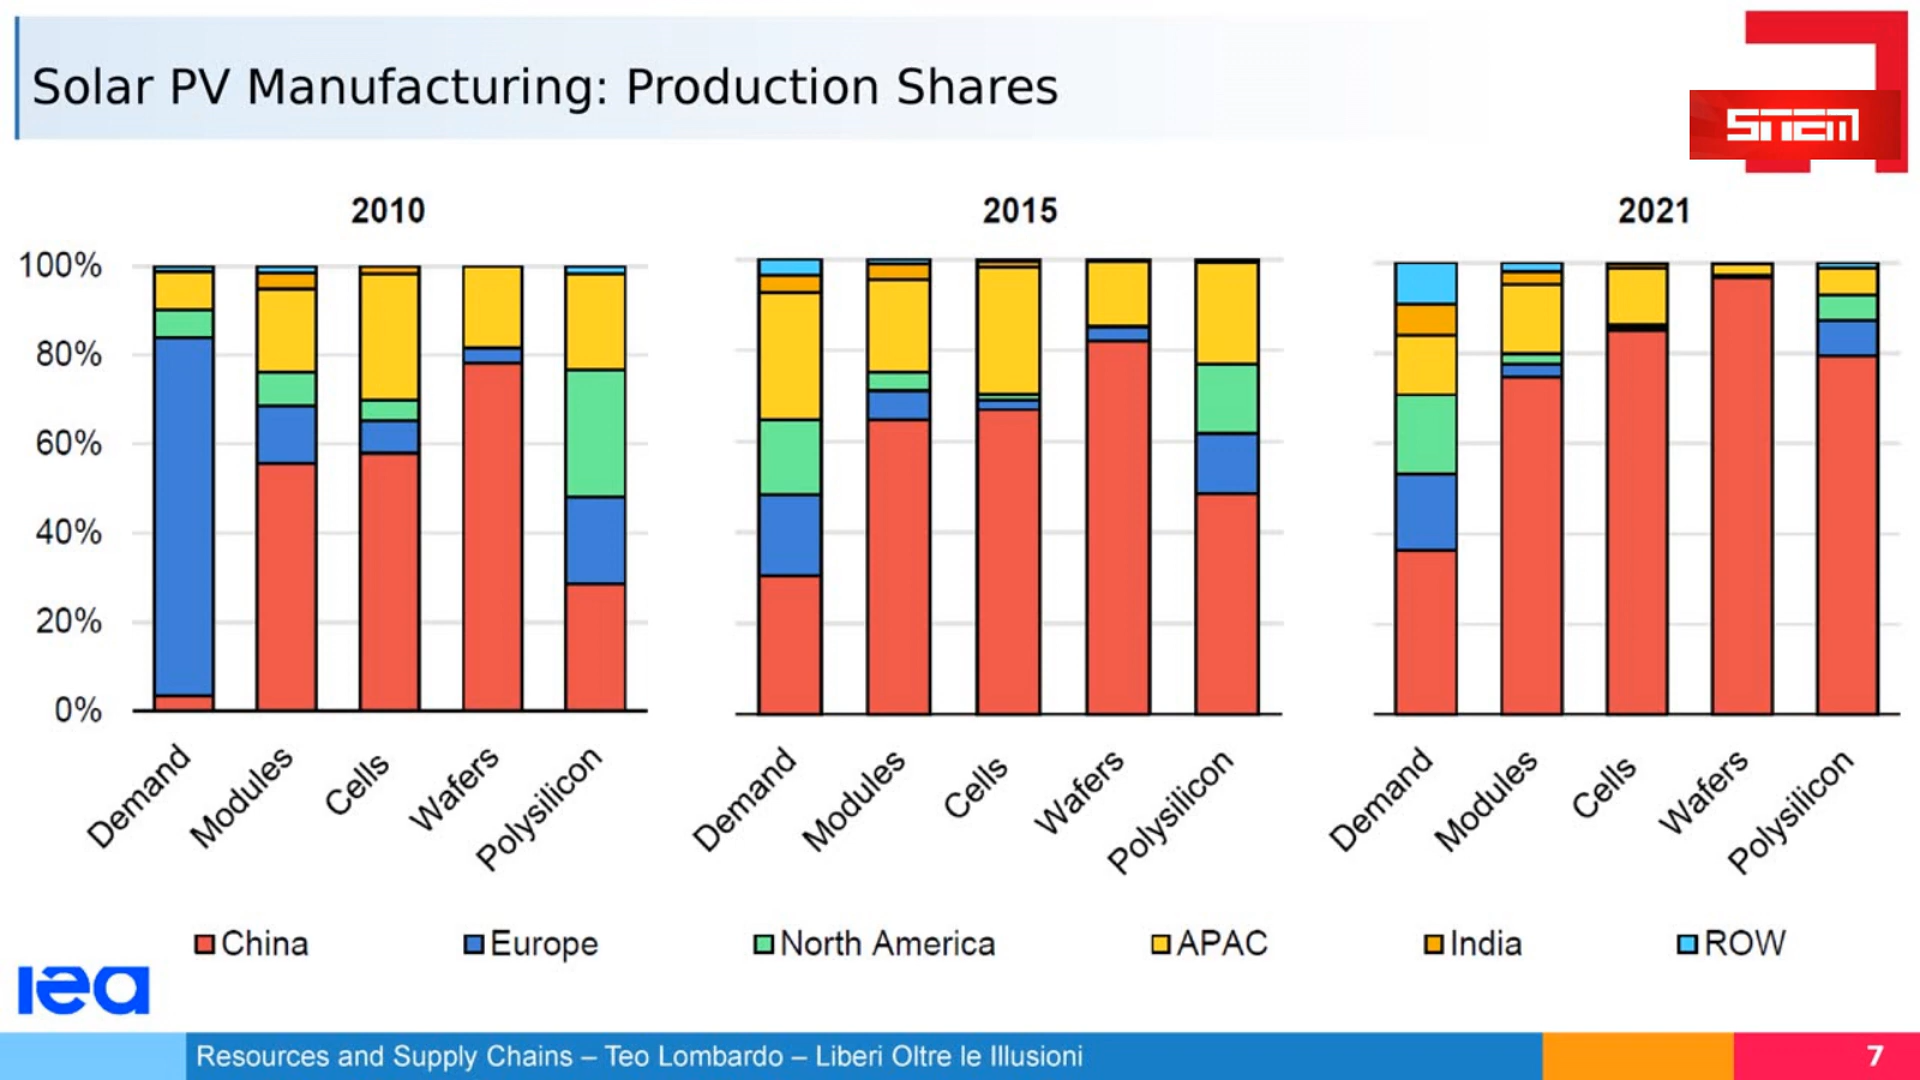 Solar PV Manufacturing: Production Shares
2010
2015
2021
100%
80%
60%
40%
20%
0%
Demand
Modules
Cells
Wafers
Polysilicon
Demand
Modules
Cells
Wafers
Polysilicon
Demand
Modules
Cells
Wafers
Polysilicon
China
Europe
North America
APAC
India
ROW
iea
Resources and Supply Chains – Teo Lombardo – Liberi Oltre le Illusioni
7